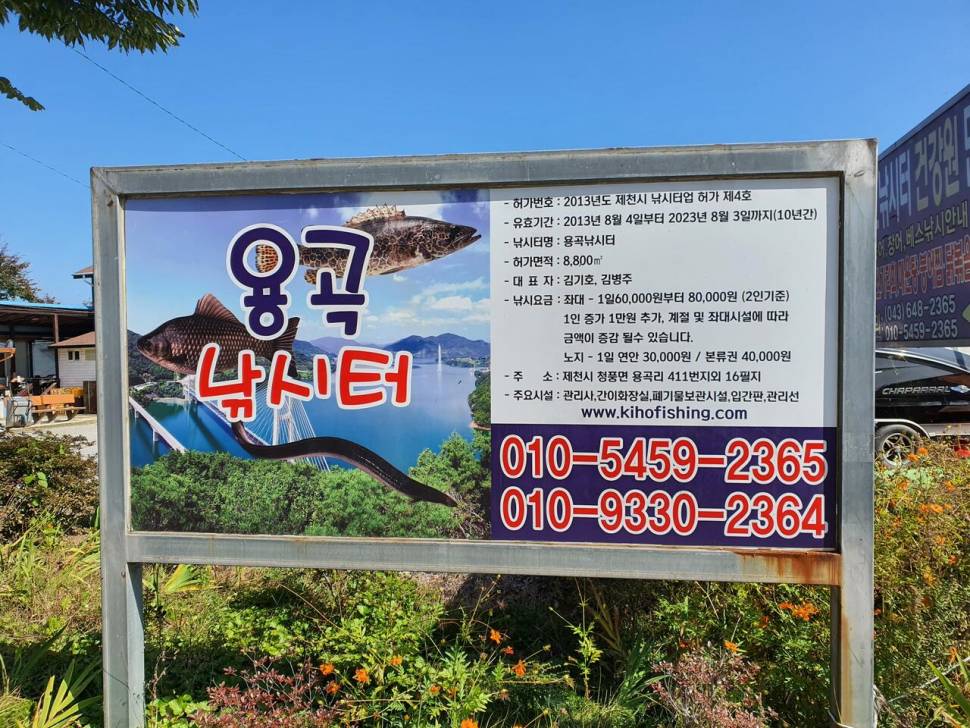 용곡
낚시터
- 허가번호 : 2013년도 제천시 낚시터업 허가 제4호
- 유효기간 : 2013년 8월 4일부터 2023년 8월 3일까지(10년간)
- 낚시터명 : 용곡낚시터
- 허가면적 : 8,800㎡
- 대 표 자 : 김기호, 김병주
- 낚시요금 : 좌대 - 1일60,000원부터 80,000원 (2인기준)
1인 증가 1만원 추가, 계절 및 좌대시설에 따라
금액이 증감 될수 있습니다.
노지 - 1일 연안 30,000원 / 본류권 40,000원
- 주 소 : 제천시 청풍면 용곡리 411번지외 16필지
- 주요시설 : 관리사,간이화장실,폐기물보관시설,입간판,관리선
www.kihofishing.com
010-5459-2365
010-9330-2364
낚시터 건강원
장어, 베스낚시안내
(043) 648-2365
010-5459-2365
CHAPARRAL